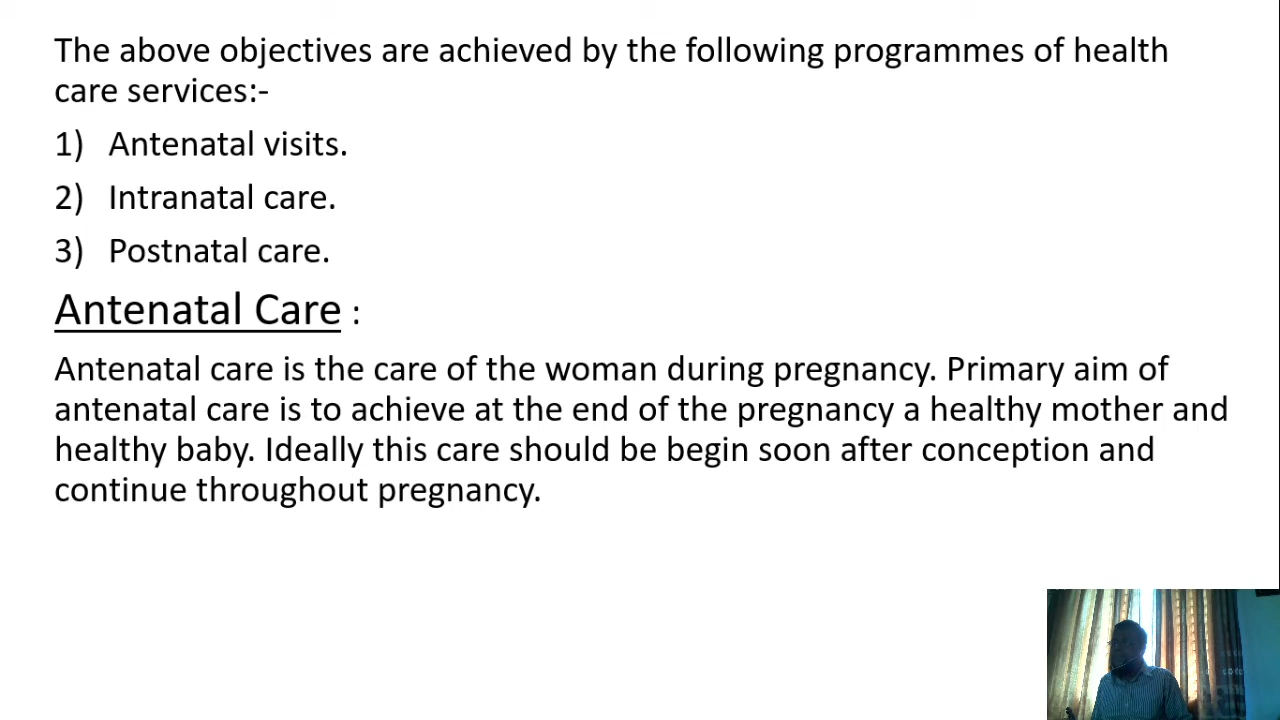 The above objectives are achieved by the following programmes of health
care services:-
1) Antenatal visits.
2) Intranatal care.
3) Postnatal care.
Antenatal Care :
Antenatal care is the care of the woman during pregnancy. Primary aim of
antenatal care is to achieve at the end of the pregnancy a healthy mother and
healthy baby. Ideally this care should be begin soon after conception and
continue throughout pregnancy.